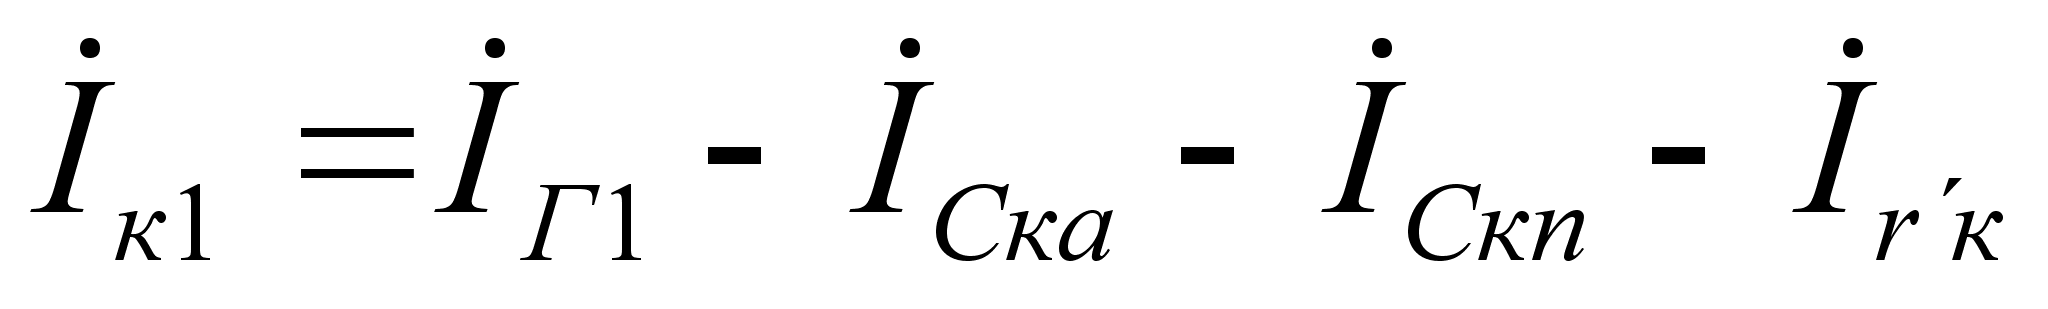 İ_к1 = İ_Г1 - İ_Cка - İ_Cкп - İ_r´к